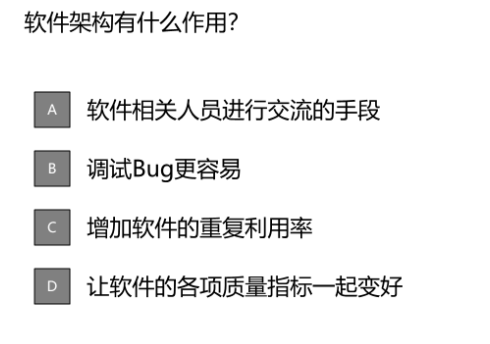 软件架构有什么作用?
A 软件相关人员进行交流的手段
B 调试Bug更容易
C 增加软件的重复利用率
D 让软件的各项质量指标一起变好